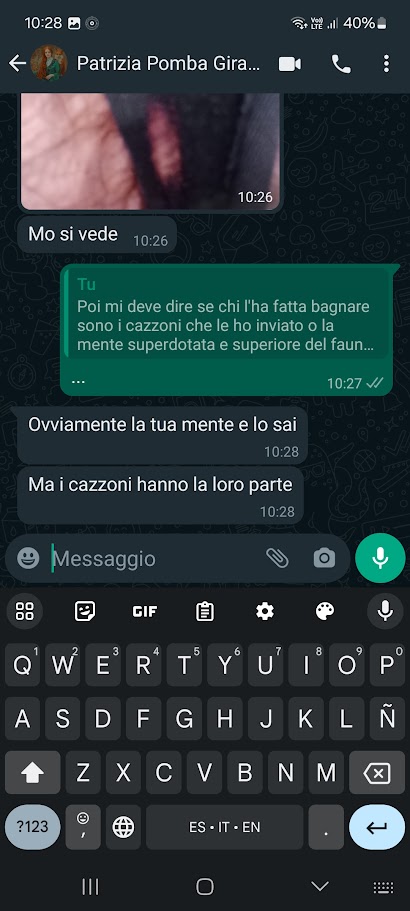 10:28
Vo))
LTE
40%
Patrizia Pomba Gira...
10:26
Mo si vede
10:26
Tu
Poi mi deve dire se chi l'ha fatta bagnare
sono i cazzoni che le ho inviato o la
mente superdotata e superiore del faun...
...
10:27
Ovviamente la tua mente e lo sai
10:28
Ma i cazzoni hanno la loro parte
10:28
Messaggio
GIF
Q1 W2 E3 R4 T5 Y6 U7 I8 O9 P0
A S D F G H J K L Ñ
Z X C V B N M
?123 , ES • IT • EN .